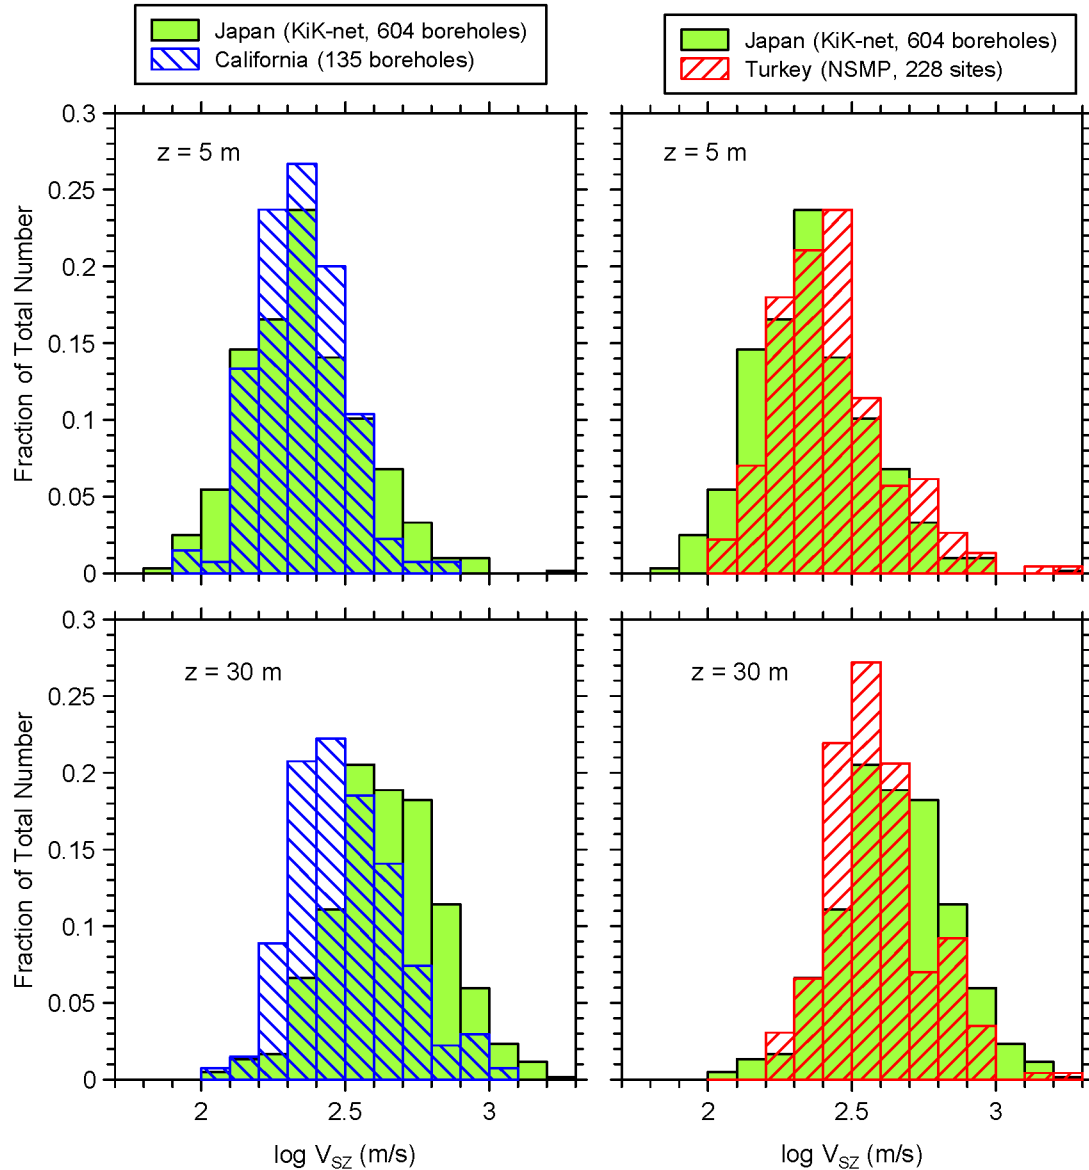 Japan (KiK-net, 604 boreholes)
California (135 boreholes)
Japan (KiK-net, 604 boreholes)
Turkey (NSMP, 228 sites)
0.3
0.25
0.2
0.15
0.1
0.05
0
Fraction of Total Number
z = 5 m
z = 5 m
0.3
0.25
0.2
0.15
0.1
0.05
0
Fraction of Total Number
z = 30 m
z = 30 m
2 2.5 3
2 2.5 3
log V_SZ (m/s)
log V_SZ (m/s)